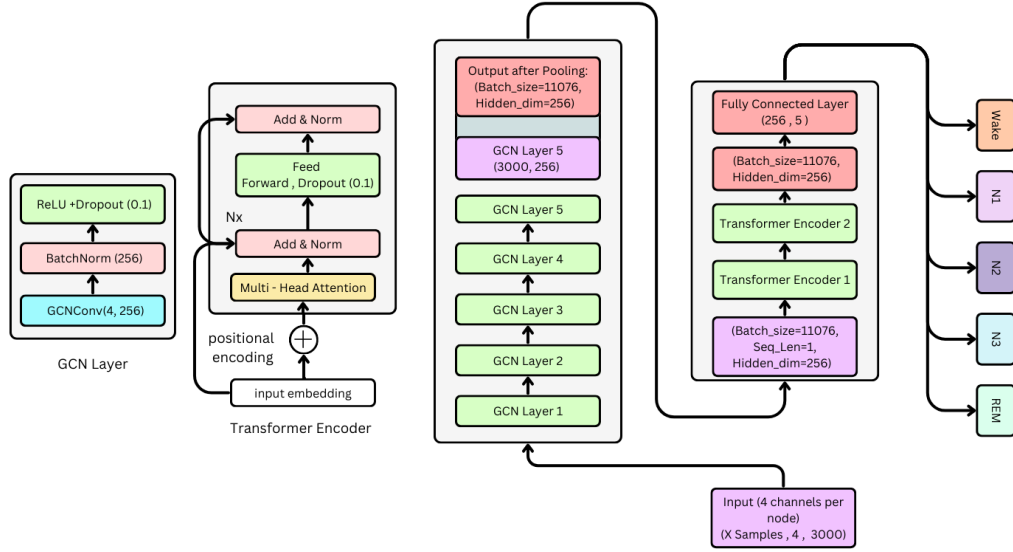 ReLU +Dropout (0.1)
BatchNorm (256)
GCNConv(4, 256)
GCN Layer
Add & Norm
Feed
Forward , Dropout (0.1)
Nx
Add & Norm
Multi - Head Attention
positional
encoding
input embedding
Transformer Encoder
Output after Pooling:
(Batch_size=11076,
Hidden_dim=256)
GCN Layer 5
(3000, 256)
GCN Layer 5
GCN Layer 4
GCN Layer 3
GCN Layer 2
GCN Layer 1
Input (4 channels per
node)
(X Samples , 4 , 3000)
Fully Connected Layer
(256 , 5 )
(Batch_size=11076,
Hidden_dim=256)
Transformer Encoder 2
Transformer Encoder 1
(Batch_size=11076,
Seq_Len=1,
Hidden_dim=256)
Wake
N1
N2
N3
REM